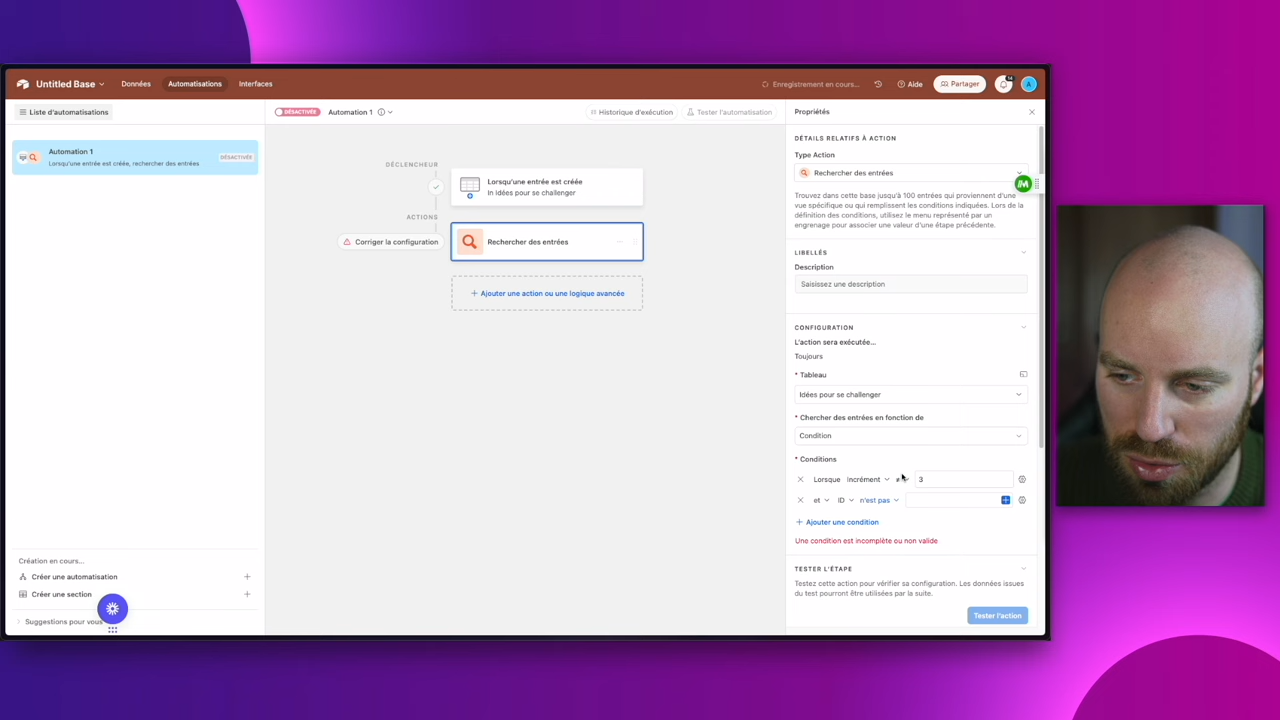 Untitled Base
Données
Automatisations
Interfaces
Enregistrement en cours...
Aide
Partager
14
A
Liste d'automatisations
DÉSACTIVÉE
Automation 1
Historique d'exécution
Tester l'automatisation
Propriétés
Automation 1
Lorsqu'une entrée est créée, rechercher des entrées
DÉSACTIVÉE
DÉCLENCHEUR
Lorsqu'une entrée est créée
In Idées pour se challenger
ACTIONS
Corriger la configuration
Rechercher des entrées
Ajouter une action ou une logique avancée
DÉTAILS RELATIFS À ACTION
Type Action
Rechercher des entrées
Trouvez dans cette base jusqu'à 100 entrées qui proviennent d'une
vue spécifique ou qui remplissent les conditions indiquées. Lors de la
définition des conditions, utilisez le menu représenté par un
engrenage pour associer une valeur d'une étape précédente.
LIBELLÉS
Description
Saisissez une description
CONFIGURATION
L'action sera exécutée...
Toujours
* Tableau
Idées pour se challenger
* Chercher des entrées en fonction de
Condition
* Conditions
Lorsque Incrément 3
et ID n'est pas
+ Ajouter une condition
Une condition est incomplète ou non valide
TESTER L'ÉTAPE
Testez cette action pour vérifier sa configuration. Les données issues
du test pourront être utilisées par la suite.
Tester l'action
Création en cours...
Créer une automatisation
Créer une section
Suggestions pour vous